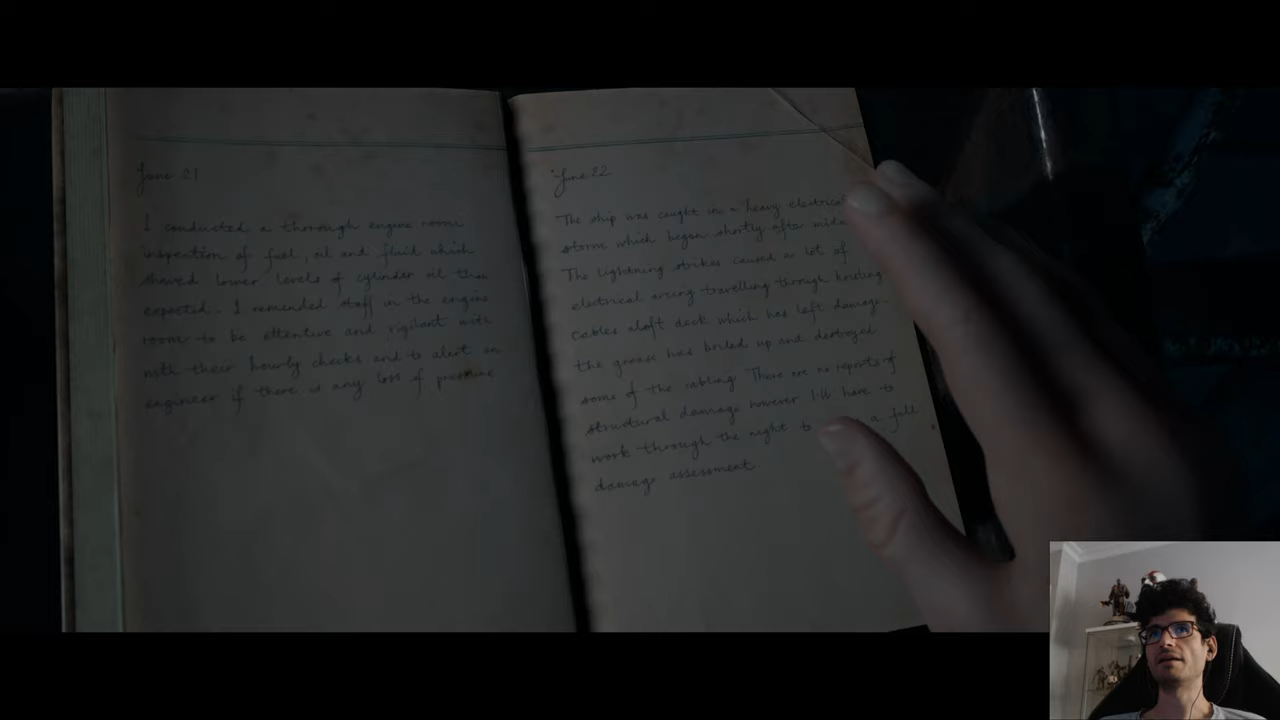 June 21
I conducted a thorough engine room
inspection of fuel, oil and fluid which
showed lower levels of cylinder oil than
expected. I reminded staff in the engine
room to be attentive and vigilant with
with their hourly checks and to alert an
engineer if there is any loss of pressure
June 22
The ship was caught in a heavy electrical
storm which began shortly after
The lightning strikes caused a lot of
electrical arcing travelling through hoisting
cables aloft deck which has left damage.
the grease has boiled up and destroyed
some of the cabling There are no reports of
structural damage however I'll have to
work through the night to a full
damage assessment.